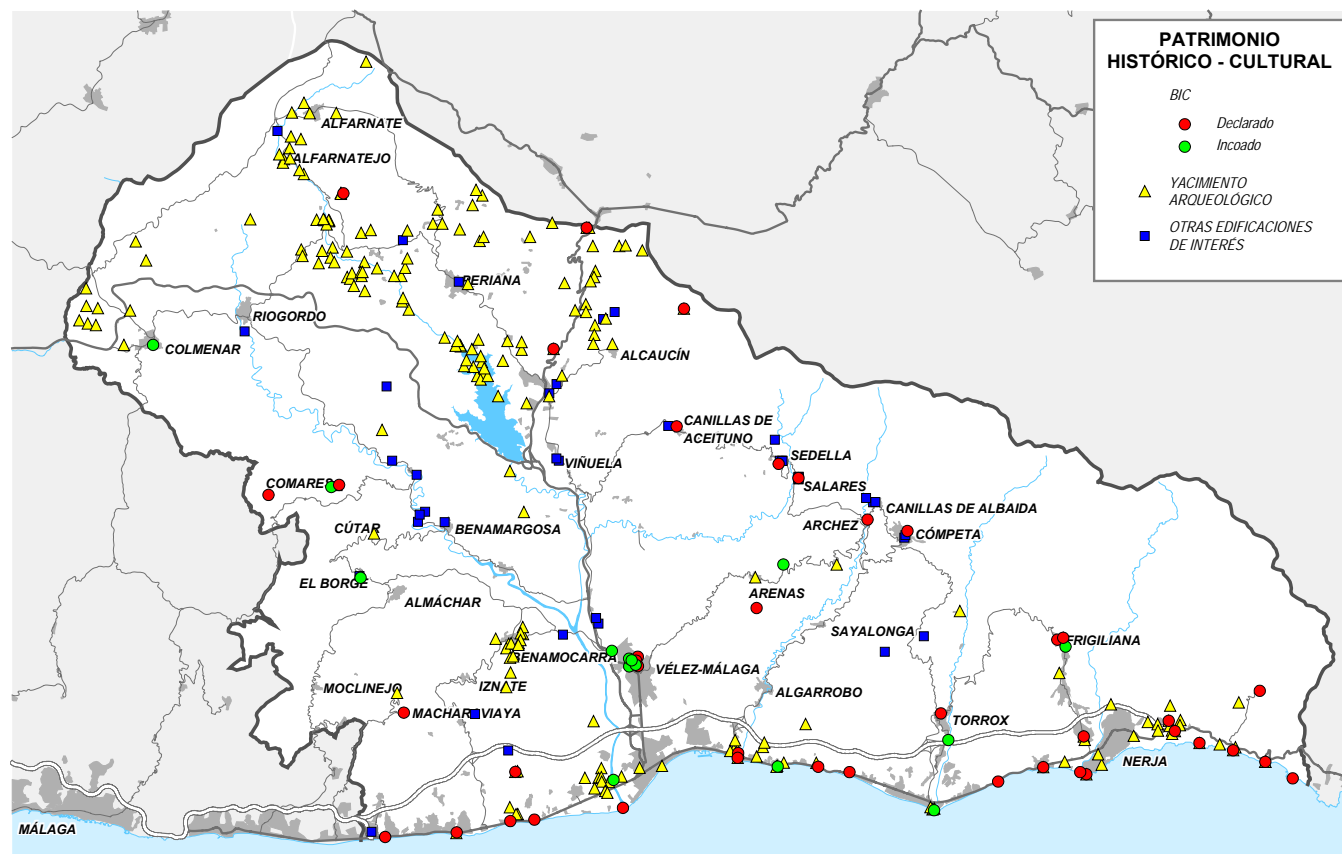 PATRIMONIO
HISTÓRICO - CULTURAL
BIC
Declarado
Incoado
YACIMIENTO
ARQUEOLÓGICO
OTRAS EDIFICACIONES
DE INTERÉS
ALFARNATE
ALFARNATEJO
PERIANA
RIOGORDO
COLMENAR
ALCAUCÍN
CANILLAS DE
ACEITUNO
VIÑUELA
SEDELLA
SALARES
COMARES
CANILLAS DE ALBAIDA
ARCHEZ
CÓMPETA
CÚTAR
BENAMARGOSA
EL BORGE
ALMÁCHAR
ARENAS
SAYALONGA
FRIGILIANA
BENAMOCARRA
VÉLEZ-MÁLAGA
MOCLINEJO
IZNATE
ALGARROBO
MACHARAVIAYA
TORROX
NERJA
MÁLAGA